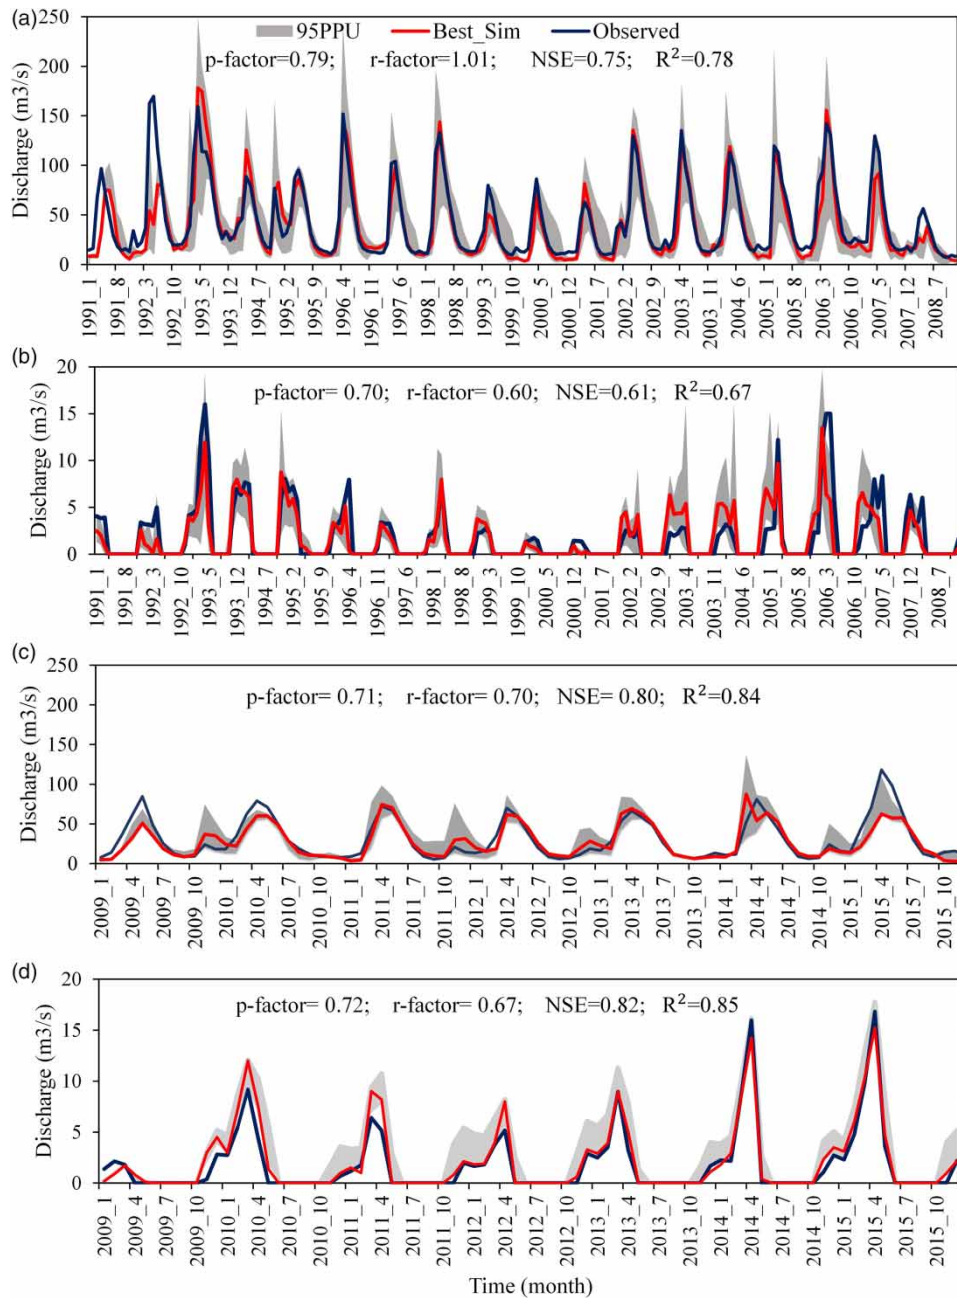 (a)
95PPU Best_Sim Observed
p-factor=0.79; r-factor=1.01; NSE=0.75; R²=0.78
Discharge (m3/s)
250
200
150
100
50
0
1991_1 1991_8 1992_3 1992_10 1993_5 1993_12 1994_7 1995_2 1995_9 1996_4 1996_11 1997_6 1998_1 1998_8 1999_3 1999_10 2000_5 2000_12 2001_7 2002_2 2002_9 2003_4 2003_11 2004_6 2005_1 2005_8 2006_3 2006_10 2007_5 2007_12 2008_7
(b)
p-factor= 0.70; r-factor= 0.60; NSE=0.61; R²=0.67
Discharge (m3/s)
20
15
10
5
0
1991_1 1991_8 1992_3 1992_10 1993_5 1993_12 1994_7 1995_2 1995_9 1996_4 1996_11 1997_6 1998_1 1998_8 1999_3 1999_10 2000_5 2000_12 2001_7 2002_2 2002_9 2003_4 2003_11 2004_6 2005_1 2005_8 2006_3 2006_10 2007_5 2007_12 2008_7
(c)
p-factor= 0.71; r-factor= 0.70; NSE= 0.80; R²=0.84
Discharge (m3/s)
250
200
150
100
50
0
2009_1 2009_4 2009_7 2009_10 2010_1 2010_4 2010_7 2010_10 2011_1 2011_4 2011_7 2011_10 2012_1 2012_4 2012_7 2012_10 2013_1 2013_4 2013_7 2013_10 2014_1 2014_4 2014_7 2014_10 2015_1 2015_4 2015_7 2015_10
(d)
p-factor= 0.72; r-factor= 0.67; NSE=0.82; R²=0.85
Discharge (m3/s)
20
15
10
5
0
2009_1 2009_4 2009_7 2009_10 2010_1 2010_4 2010_7 2010_10 2011_1 2011_4 2011_7 2011_10 2012_1 2012_4 2012_7 2012_10 2013_1 2013_4 2013_7 2013_10 2014_1 2014_4 2014_7 2014_10 2015_1 2015_4 2015_7 2015_10
Time (month)